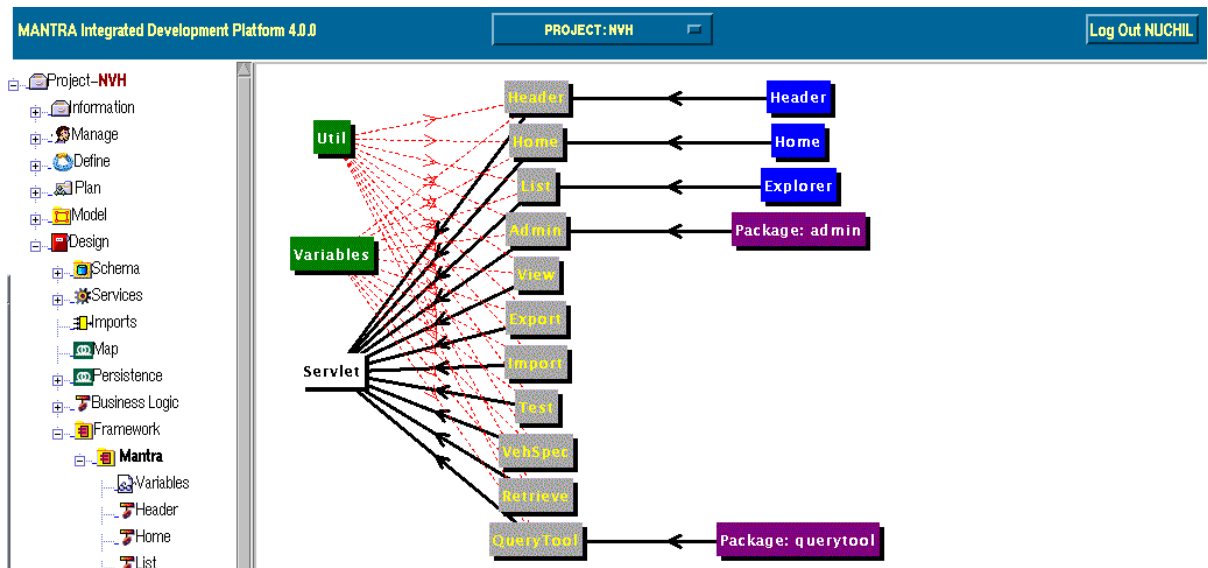 MANTRA Integrated Development Platform 4.0.0
PROJECT: NVH
Log Out NUCHIL
Project-NVH
Information
Manage
Define
Plan
Model
Design
Schema
Services
Imports
Map
Persistence
Business Logic
Framework
Mantra
Variables
Header
Home
List
Util
Variables
Servlet
Header
Home
List
Admin
View
Export
Import
Test
VehSpec
Retrieve
QueryTool
Header
Home
Explorer
Package: admin
Package: querytool